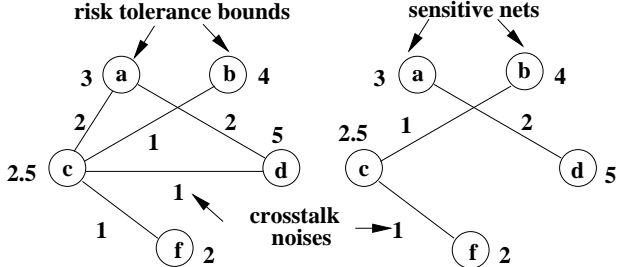 risk tolerance bounds
sensitive nets
3 a b 4
3 a b 4
2 1 2 5
2.5 c d
1
1
f 2
2.5 1 2
c d 5
1
f 2
crosstalk
noises